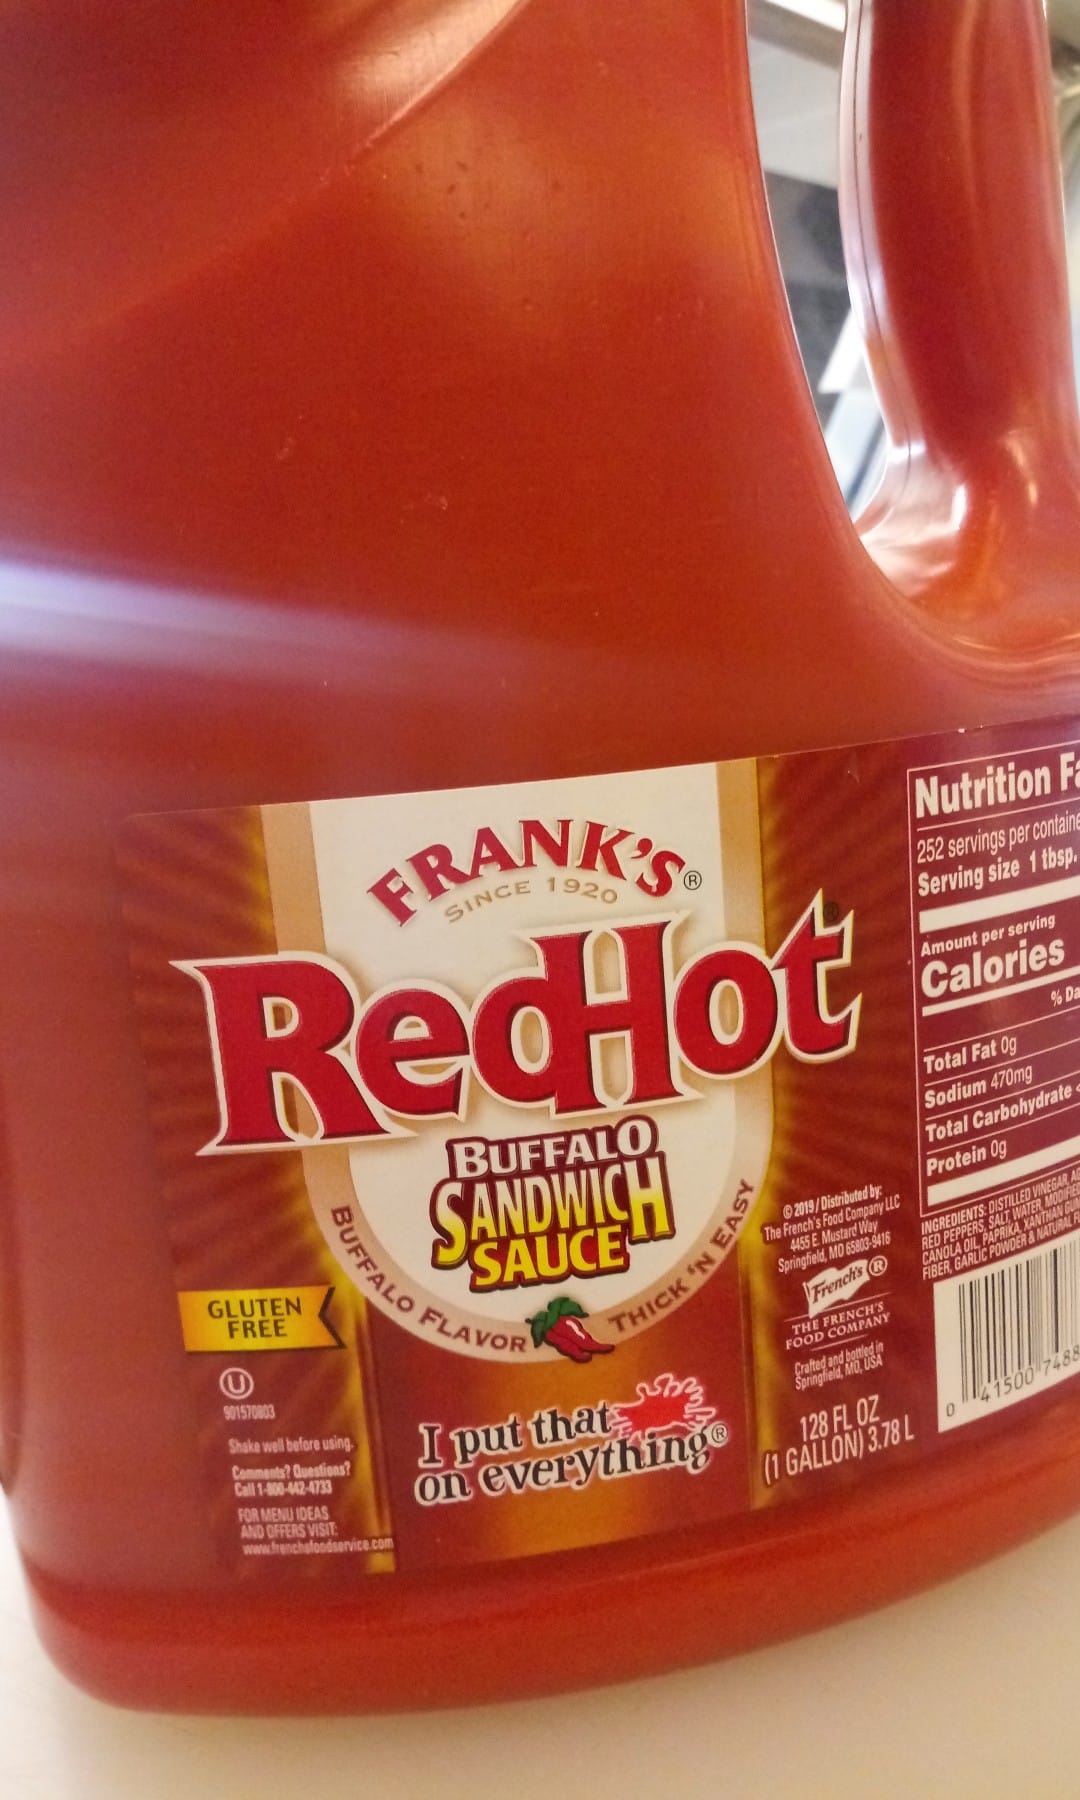 FRANK'S®
SINCE 1920
RedHot®
BUFFALO
SANDWICH
SAUCE
BUFFALO FLAVOR
THICK 'N EASY
GLUTEN
FREE
U
901570803
Shake well before using.
Comments? Questions?
Call 1-800-442-4733
FOR MENU IDEAS
AND OFFERS VISIT:
www.frenchsfoodservice.com
I put that
on everything®
© 2019 / Distributed by:
The French's Food Company LLC
4455 E. Mustard Way
Springfield, MO 65803-9416
French's®
THE FRENCH'S
FOOD COMPANY
Crafted and bottled in
Springfield, MO, USA
128 FL OZ
(1 GALLON) 3.78 L
Nutrition
252 servings per
Serving size 1 tbsp.
Amount per serving
Calories
%
Total Fat 0g
Sodium 470mg
Total Carbohydrate
Protein 0g
INGREDIENTS: DISTILLED VINEGAR,
RED PEPPERS, SALT, WATER,
CANOLA OIL, PAPRIKA, XANTHAN
FIBER, GARLIC POWDER & NATURAL
0 41500 7488